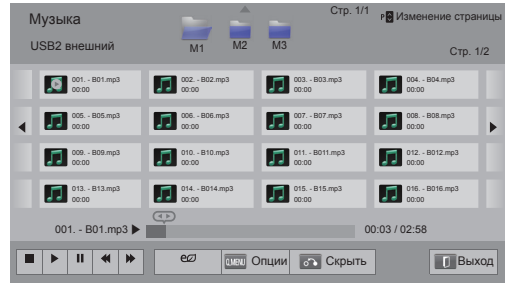 Музыка
Стр. 1/1
P Изменение страницы
USB2 внешний
M1 M2 M3
Стр. 1/2
001. - B01.mp3
00:00
002. - B02.mp3
00:00
003. - B03.mp3
00:00
004. - B04.mp3
00:00
005. - B05.mp3
00:00
006. - B06.mp3
00:00
007. - B07.mp3
00:00
008. - B08.mp3
00:00
009. - B09.mp3
00:00
010. - B10.mp3
00:00
011. - B011.mp3
00:00
012. - B012.mp3
00:00
013. - B13.mp3
00:00
014. - B014.mp3
00:00
015. - B15.mp3
00:00
016. - B016.mp3
00:00
001. - B01.mp3
00:03 / 02:58
Q.MENU Опции
Скрыть
Выход